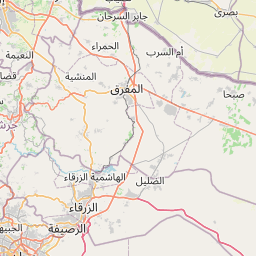 جابر السرحان
بصرى
الحمراء
أم السرب
النعيمة
المنشية
المفرق
صبحا
الهاشمية الزرقاء
الضليل
الزرقاء
الرصيفة